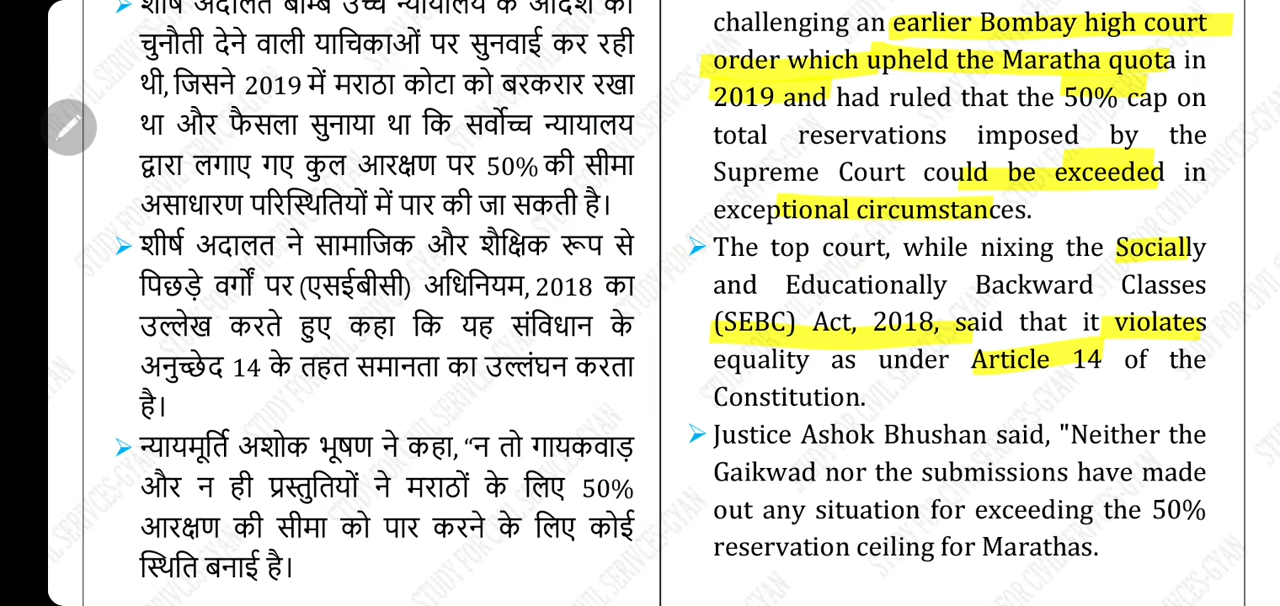 शीर्ष अदालत बॉम्बे उच्च न्यायालय के आदेश को
चुनौती देने वाली याचिकाओं पर सुनवाई कर रही
थी, जिसने 2019 में मराठा कोटा को बरकरार रखा
था और फैसला सुनाया था कि सर्वोच्च न्यायालय
द्वारा लगाए गए कुल आरक्षण पर 50% की सीमा
असाधारण परिस्थितियों में पार की जा सकती है।
➢ शीर्ष अदालत ने सामाजिक और शैक्षिक रूप से
पिछड़े वर्गों पर (एसईबीसी) अधिनियम, 2018 का
उल्लेख करते हुए कहा कि यह संविधान के
अनुच्छेद 14 के तहत समानता का उल्लंघन करता
है।
➢ न्यायमूर्ति अशोक भूषण ने कहा, “न तो गायकवाड़
और न ही प्रस्तुतियों ने मराठों के लिए 50%
आरक्षण की सीमा को पार करने के लिए कोई
स्थिति बनाई है।
challenging an earlier Bombay high court
order which upheld the Maratha quota in
2019 and had ruled that the 50% cap on
total reservations imposed by the
Supreme Court could be exceeded in
exceptional circumstances.
➢ The top court, while nixing the Socially
and Educationally Backward Classes
(SEBC) Act, 2018, said that it violates
equality as under Article 14 of the
Constitution.
➢ Justice Ashok Bhushan said, "Neither the
Gaikwad nor the submissions have made
out any situation for exceeding the 50%
reservation ceiling for Marathas.